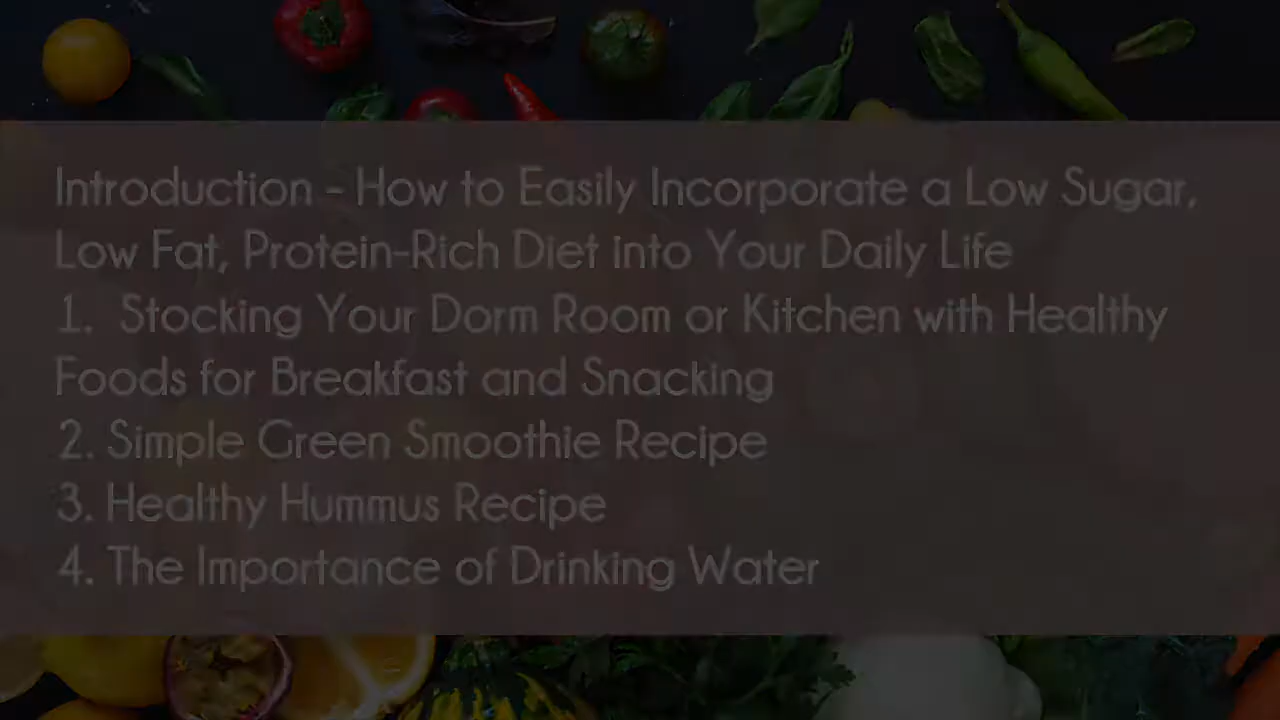 Introduction - How to Easily Incorporate a Low Sugar,
Low Fat, Protein-Rich Diet into Your Daily Life
1. Stocking Your Dorm Room or Kitchen with Healthy
Foods for Breakfast and Snacking
2. Simple Green Smoothie Recipe
3. Healthy Hummus Recipe
4. The Importance of Drinking Water